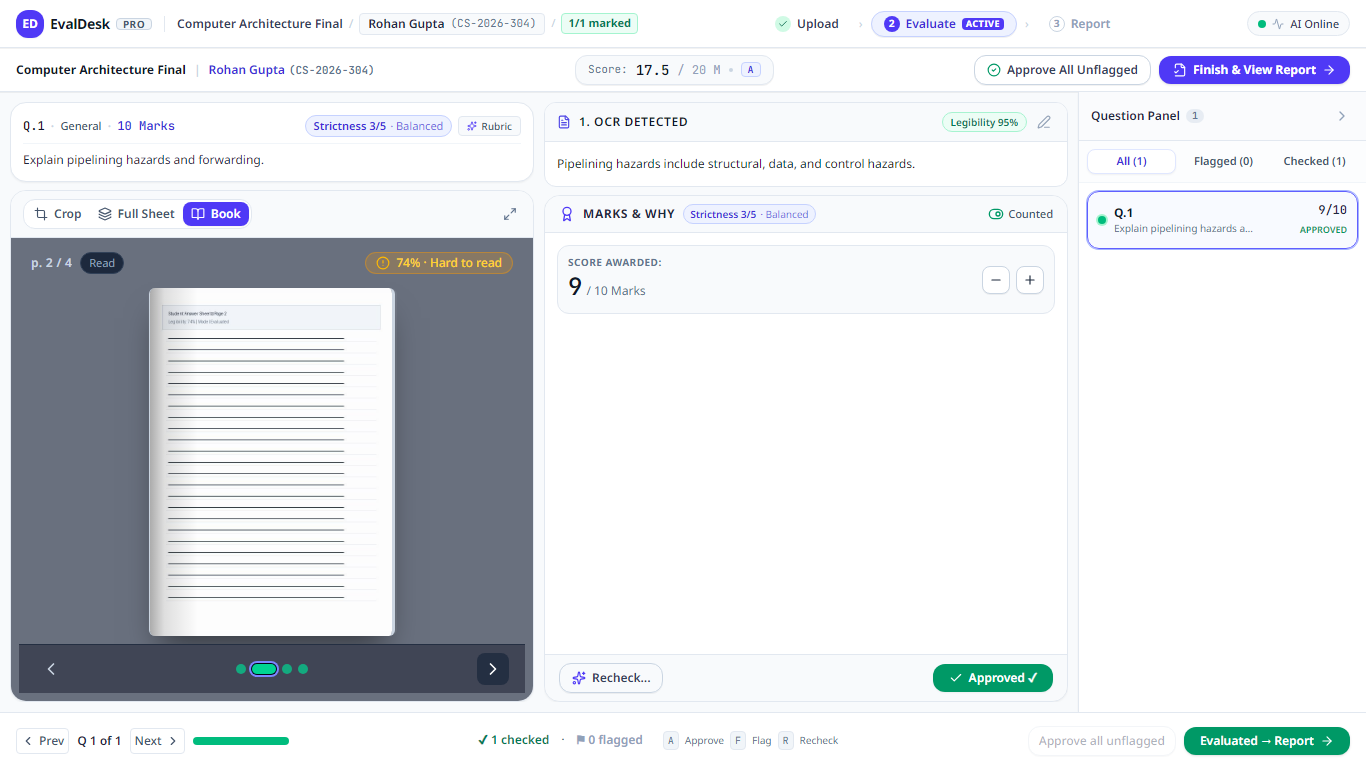 ED EvalDesk PRO Computer Architecture Final / Rohan Gupta (CS-2026-304) / 1/1 marked Upload › 2 Evaluate ACTIVE › 3 Report AI Online
Computer Architecture Final | Rohan Gupta (CS-2026-304) Score: 17.5 / 20 M • A Approve All Unflagged Finish & View Report →
Q.1 · General · 10 Marks Strictness 3/5 · Balanced Rubric
Explain pipelining hazards and forwarding.
Crop Full Sheet Book
p. 2 / 4 Read 74% · Hard to read
Student Answer Sheet Page 2
1. OCR DETECTED Legibility 95%
Pipelining hazards include structural, data, and control hazards.
MARKS & WHY Strictness 3/5 · Balanced Counted
SCORE AWARDED:
9 / 10 Marks − +
Recheck... ✓ Approved ✓
Question Panel 1
All (1) Flagged (0) Checked (1)
Q.1 9/10
Explain pipelining hazards a... APPROVED
Prev Q 1 of 1 Next ✓ 1 checked · 0 flagged A Approve F Flag R Recheck Approve all unflagged Evaluated → Report →